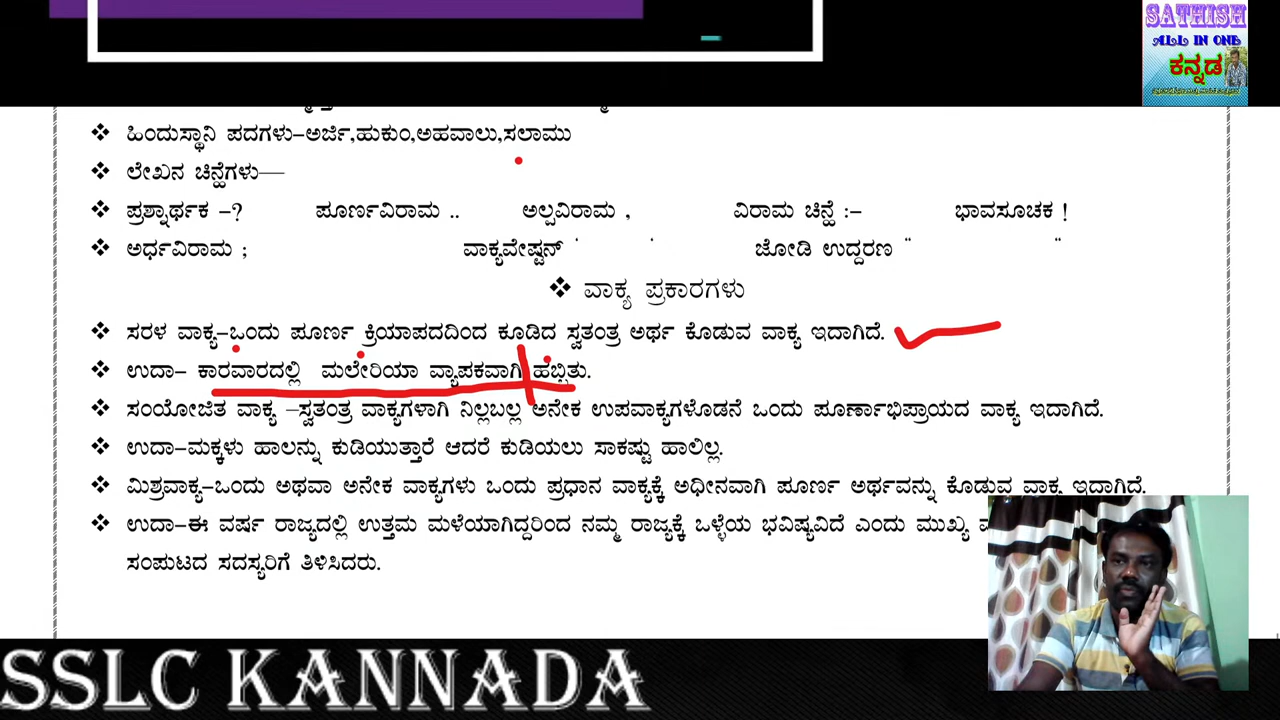 SATHISH
ALL IN ONE
ಕನ್ನಡ
❖ ಹಿಂದುಸ್ಥಾನಿ ಪದಗಳು–ಅರ್ಜಿ,ಹುಕುಂ,ಅಹವಾಲು,ಸಲಾಮು
❖ ಲೇಖನ ಚಿನ್ಹೆಗಳು—
❖ ಪ್ರಶ್ನಾರ್ಥಕ –? ಪೂರ್ಣವಿರಾಮ .. ಅಲ್ಪವಿರಾಮ , ವಿರಾಮ ಚಿನ್ಹೆ :– ಭಾವಸೂಚಕ !
❖ ಅರ್ಧವಿರಾಮ ; ವಾಕ್ಯವೇಷ್ಟನ್ ' ' ಜೋಡಿ ಉದ್ದರಣ " "
❖ ವಾಕ್ಯ ಪ್ರಕಾರಗಳು
❖ ಸರಳ ವಾಕ್ಯ–ಒಂದು ಪೂರ್ಣ ಕ್ರಿಯಾಪದದಿಂದ ಕೂಡಿದ ಸ್ವತಂತ್ರ ಅರ್ಥ ಕೊಡುವ ವಾಕ್ಯ ಇದಾಗಿದೆ.
❖ ಉದಾ– ಕಾರವಾರದಲ್ಲಿ ಮಲೇರಿಯಾ ವ್ಯಾಪಕವಾಗಿ ಹಬ್ಬಿತು.
❖ ಸಂಯೋಜಿತ ವಾಕ್ಯ –ಸ್ವತಂತ್ರ ವಾಕ್ಯಗಳಾಗಿ ನಿಲ್ಲಬಲ್ಲ ಅನೇಕ ಉಪವಾಕ್ಯಗಳೊಡನೆ ಒಂದು ಪೂರ್ಣಾಭಿಪ್ರಾಯದ ವಾಕ್ಯ ಇದಾಗಿದೆ.
❖ ಉದಾ–ಮಕ್ಕಳು ಹಾಲನ್ನು ಕುಡಿಯುತ್ತಾರೆ ಆದರೆ ಕುಡಿಯಲು ಸಾಕಷ್ಟು ಹಾಲಿಲ್ಲ.
❖ ಮಿಶ್ರವಾಕ್ಯ–ಒಂದು ಅಥವಾ ಅನೇಕ ವಾಕ್ಯಗಳು ಒಂದು ಪ್ರಧಾನ ವಾಕ್ಯಕ್ಕೆ ಅಧೀನವಾಗಿ ಪೂರ್ಣ ಅರ್ಥವನ್ನು ಕೊಡುವ ವಾಕ್ಯ ಇದಾಗಿದೆ.
❖ ಉದಾ–ಈ ವರ್ಷ ರಾಜ್ಯದಲ್ಲಿ ಉತ್ತಮ ಮಳೆಯಾಗಿದ್ದರಿಂದ ನಮ್ಮ ರಾಜ್ಯಕ್ಕೆ ಒಳ್ಳೆಯ ಭವಿಷ್ಯವಿದೆ ಎಂದು ಮುಖ್ಯ
ಸಂಪುಟದ ಸದಸ್ಯರಿಗೆ ತಿಳಿಸಿದರು.
SSLC KANNADA